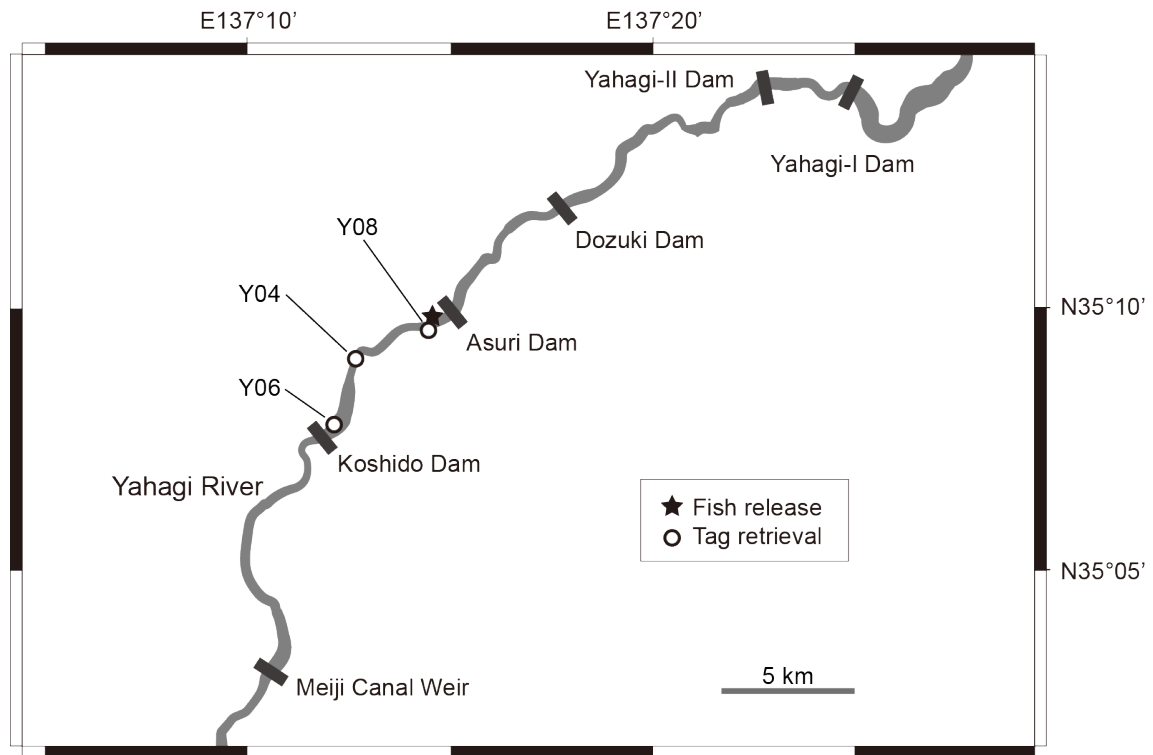 E137°10’
E137°20’
Yahagi-II Dam
Yahagi-I Dam
Y08
Dozuki Dam
Y04
N35°10’
Asuri Dam
Y06
Koshido Dam
Yahagi River
Fish release
Tag retrieval
N35°05’
5 km
Meiji Canal Weir